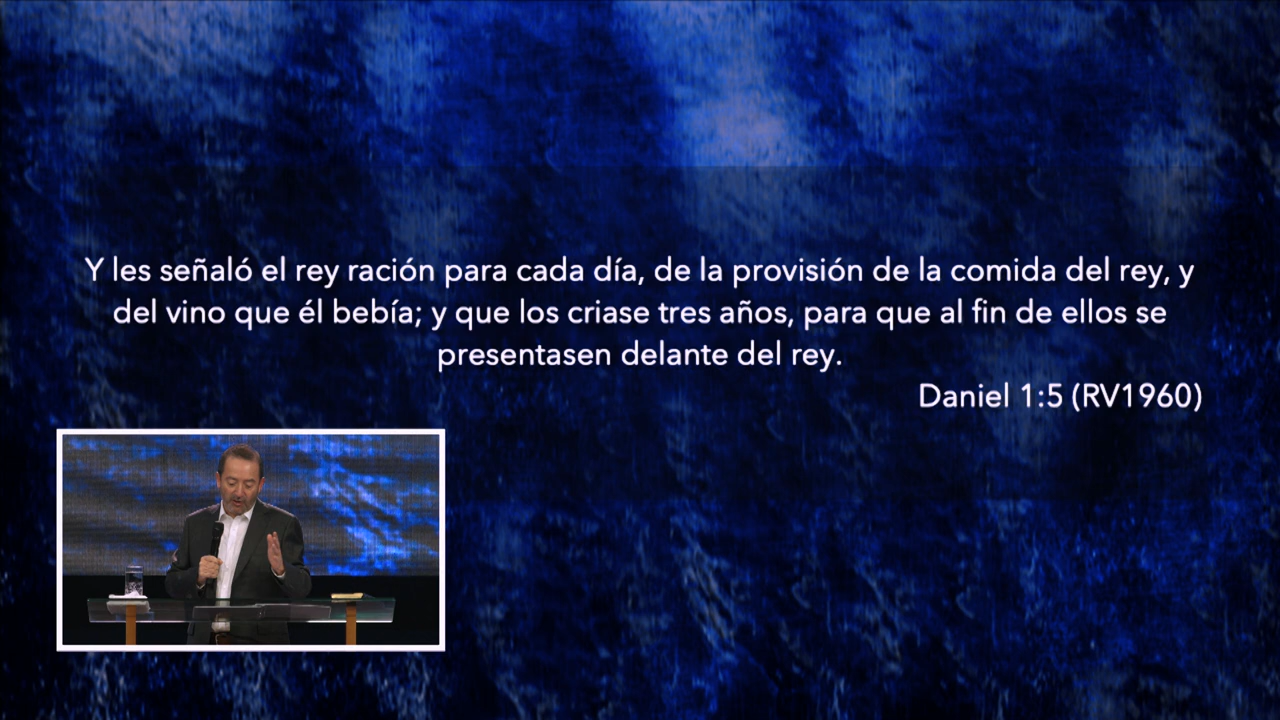 Y les señaló el rey ración para cada día, de la provisión de la comida del rey, y
del vino que él bebía; y que los criase tres años, para que al fin de ellos se
presentasen delante del rey.
Daniel 1:5 (RV1960)